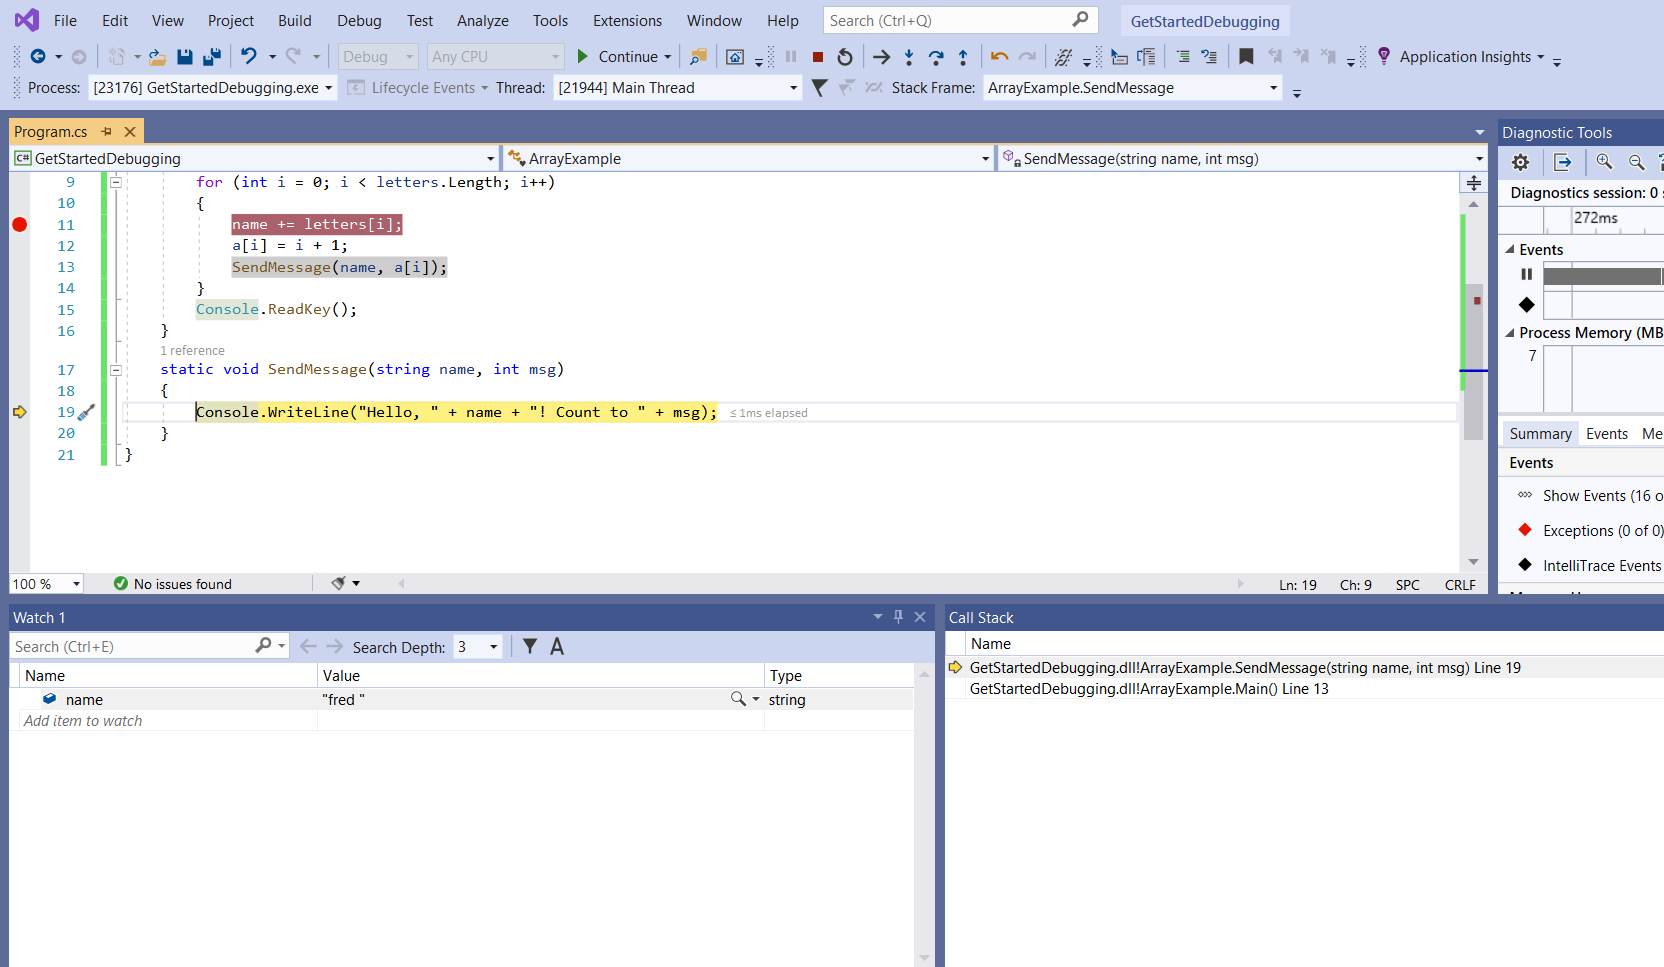 File Edit View Project Build Debug Test Analyze Tools Extensions Window Help Search (Ctrl+Q) GetStartedDebugging
Debug Any CPU Continue Application Insights
Process: [23176] GetStartedDebugging.exe Lifecycle Events Thread: [21944] Main Thread Stack Frame: ArrayExample.SendMessage
Program.cs
C# GetStartedDebugging ArrayExample SendMessage(string name, int msg)
9 for (int i = 0; i < letters.Length; i++)
10 {
11 name += letters[i];
12 a[i] = i + 1;
13 SendMessage(name, a[i]);
14 }
15 Console.ReadKey();
16 }
1 reference
17 static void SendMessage(string name, int msg)
18 {
19 Console.WriteLine("Hello, " + name + "! Count to " + msg); ≤ 1ms elapsed
20 }
21 }
100 % No issues found Ln: 19 Ch: 9 SPC CRLF
Diagnostic Tools
Diagnostics session: 0
272ms
Events
Process Memory (MB
7
Summary Events Me
Events
Show Events (16 o
Exceptions (0 of 0)
IntelliTrace Events
Watch 1
Search (Ctrl+E) Search Depth: 3 A
Name Value Type
name "fred " string
Add item to watch
Call Stack
Name
GetStartedDebugging.dll!ArrayExample.SendMessage(string name, int msg) Line 19
GetStartedDebugging.dll!ArrayExample.Main() Line 13